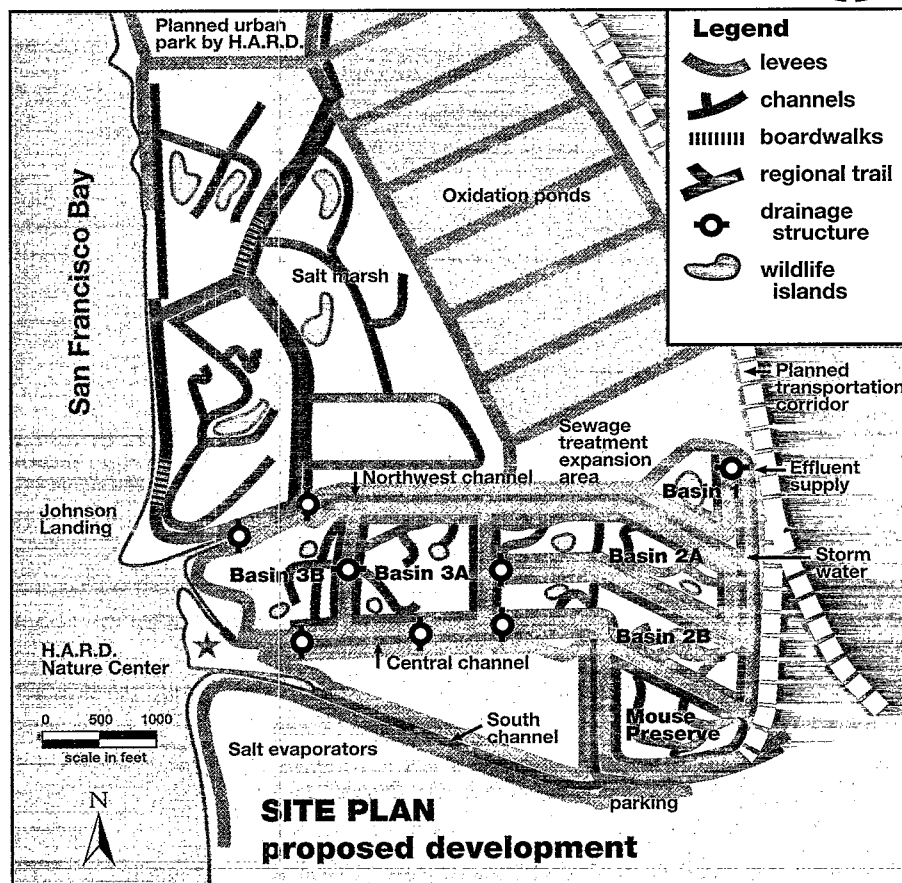 Planned urban
park by H.A.R.D.
Legend
levees
channels
boardwalks
regional trail
drainage
structure
wildlife
islands
San Francisco Bay
Oxidation ponds
Salt marsh
Planned
transportation
corridor
Sewage
treatment
expansion
area
Northwest channel
Effluent
supply
Basin 1
Johnson
Landing
Basin 3B
Basin 3A
Basin 2A
Storm
water
Basin 2B
H.A.R.D.
Nature Center
Central channel
0 500 1000
scale in feet
South
channel
Mouse
Preserve
Salt evaporators
parking
N
SITE PLAN
proposed development